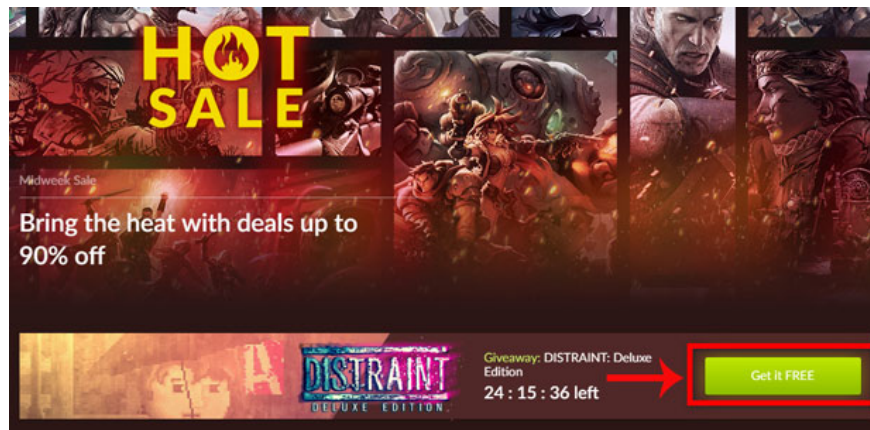 HOT
SALE
Midweek Sale
Bring the heat with deals up to
90% off
DISTRAINT
DELUXE EDITION
Giveaway: DISTRAINT: Deluxe
Edition
24 : 15 : 36 left
Get it FREE